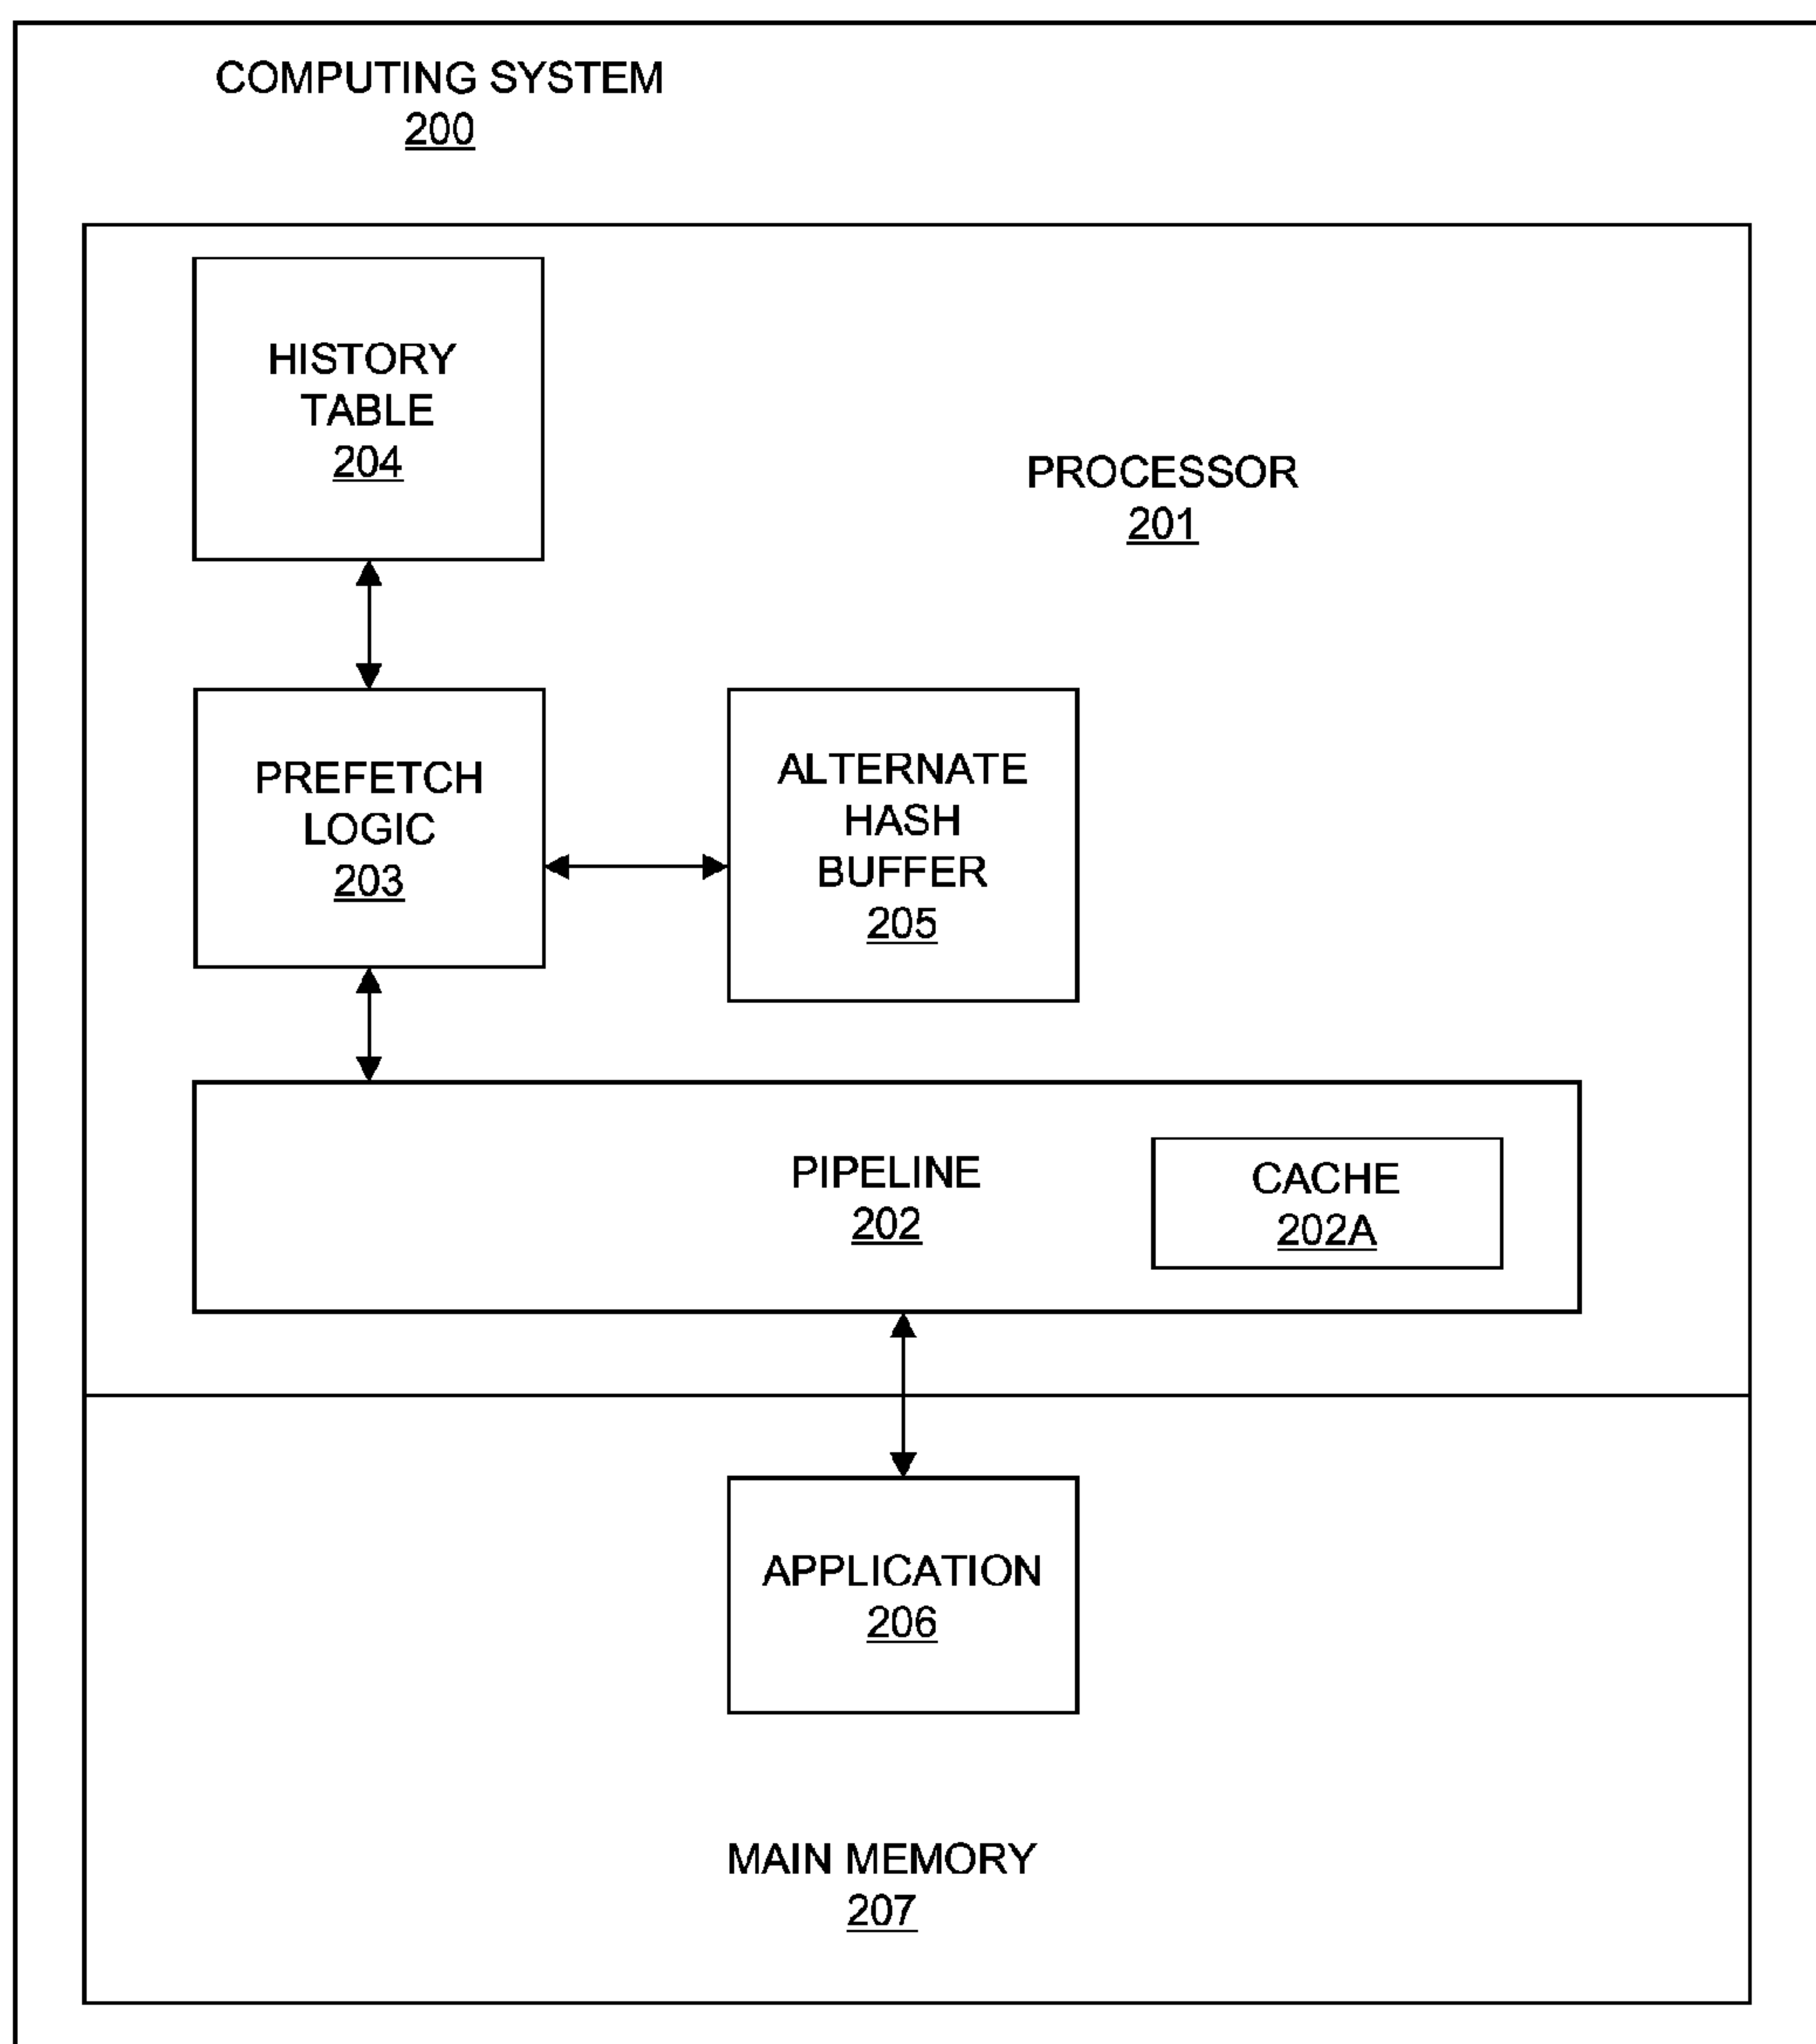 COMPUTING SYSTEM
200
HISTORY
TABLE
204
PROCESSOR
201
PREFETCH
LOGIC
203
ALTERNATE
HASH
BUFFER
205
PIPELINE
202
CACHE
202A
APPLICATION
206
MAIN MEMORY
207